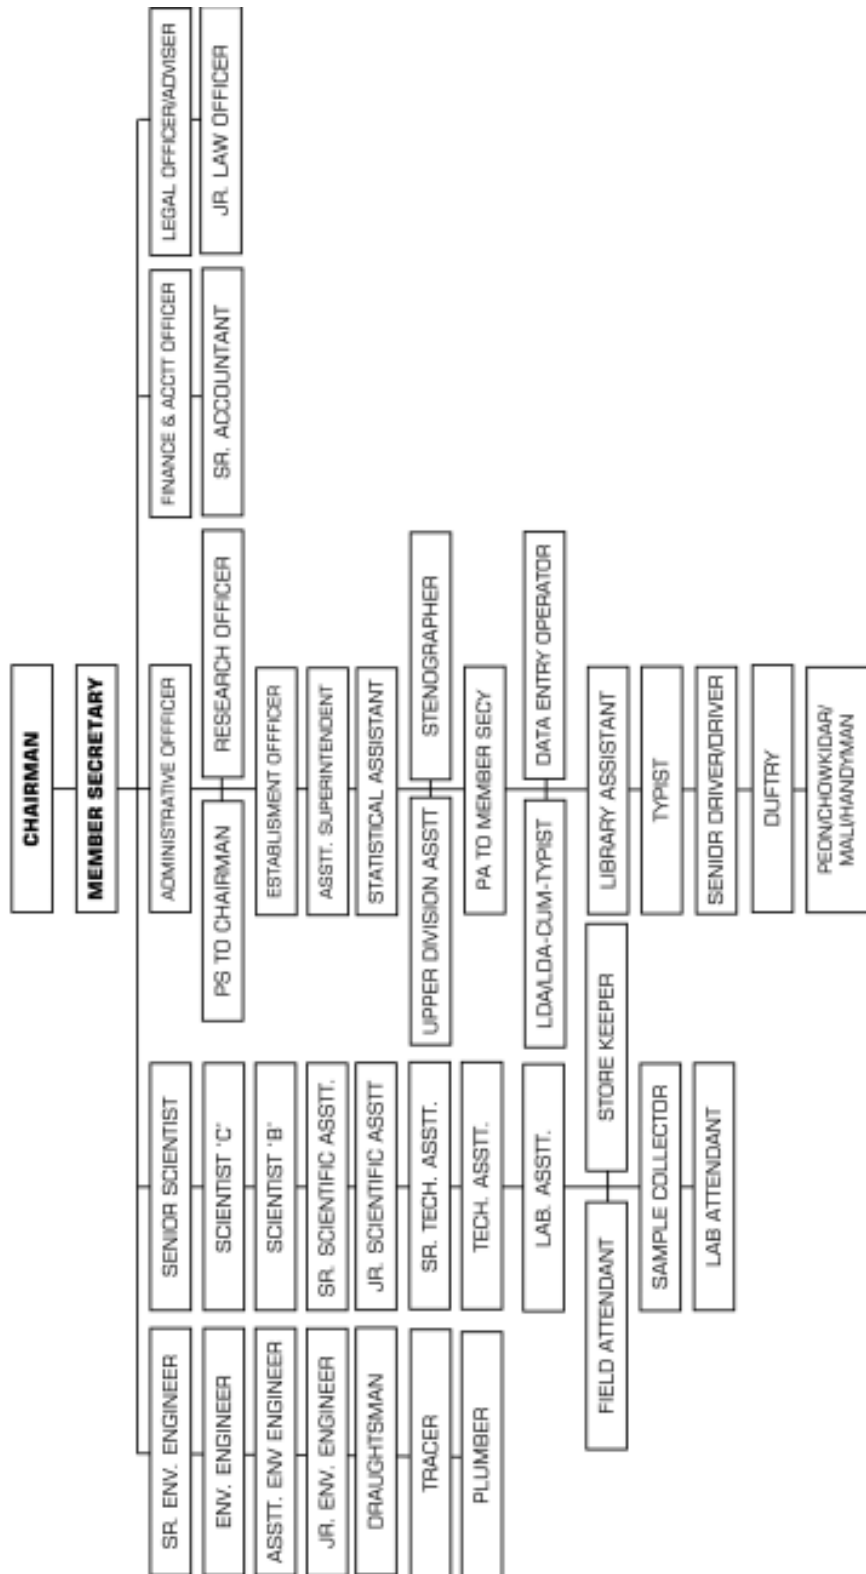 CHAIRMAN
MEMBER SECRETARY
SR. ENV. ENGINEER
ENV. ENGINEER
ASSTT. ENV ENGINEER
JR. ENV. ENGINEER
DRAUGHTSMAN
TRACER
PLUMBER
SENIOR SCIENTIST
SCIENTIST 'C'
SCIENTIST 'B'
SR. SCIENTIFIC ASSTT.
JR. SCIENTIFIC ASSTT
SR. TECH. ASSTT.
TECH. ASSTT.
LAB. ASSTT.
FIELD ATTENDANT
STORE KEEPER
SAMPLE COLLECTOR
LAB ATTENDANT
ADMINISTRATIVE OFFICER
PS TO CHAIRMAN
RESEARCH OFFICER
ESTABLISMENT OFFFICER
ASSTT. SUPERINTENDENT
STATISTICAL ASSISTANT
UPPER DIVISION ASSTT
STENOGRAPHER
PA TO MEMBER SECY
LDA/LDA-CUM-TYPIST
DATA ENTRY OPERATOR
LIBRARY ASSISTANT
TYPIST
SENIOR DRIVER/DRIVER
DUFTRY
PEON/CHOWKIDAR/
MALI/HANDYMAN
FINANCE & ACCTT OFFICER
SR. ACCOUNTANT
LEGAL OFFICER/ADVISER
JR. LAW OFFICER